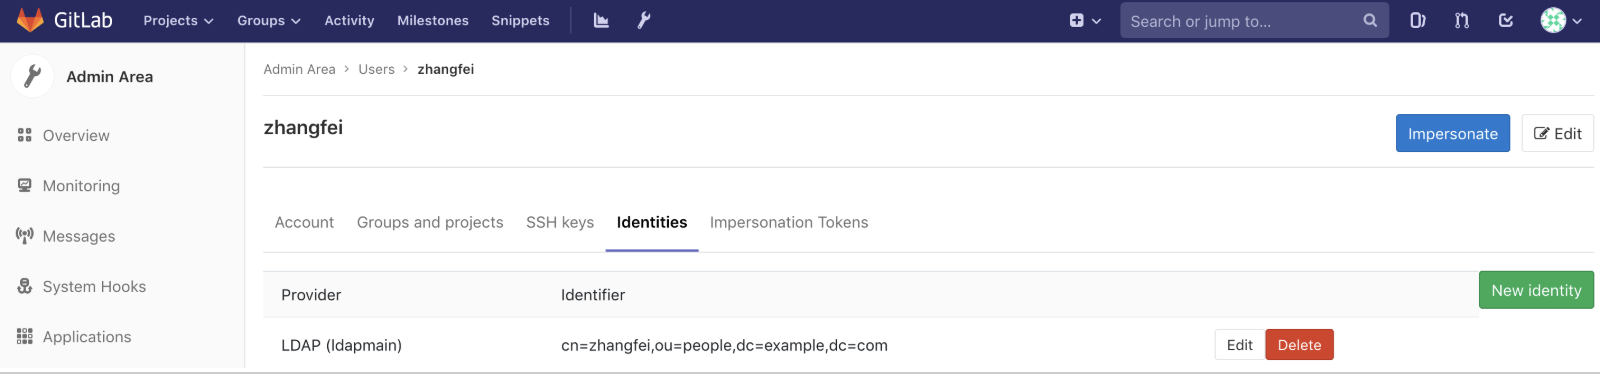 GitLab Projects Groups Activity Milestones Snippets Search or jump to...
Admin Area
Overview
Monitoring
Messages
System Hooks
Applications
Admin Area > Users > zhangfei
zhangfei
Impersonate Edit
Account Groups and projects SSH keys Identities Impersonation Tokens
Provider Identifier
New identity
LDAP (ldapmain) cn=zhangfei,ou=people,dc=example,dc=com Edit Delete